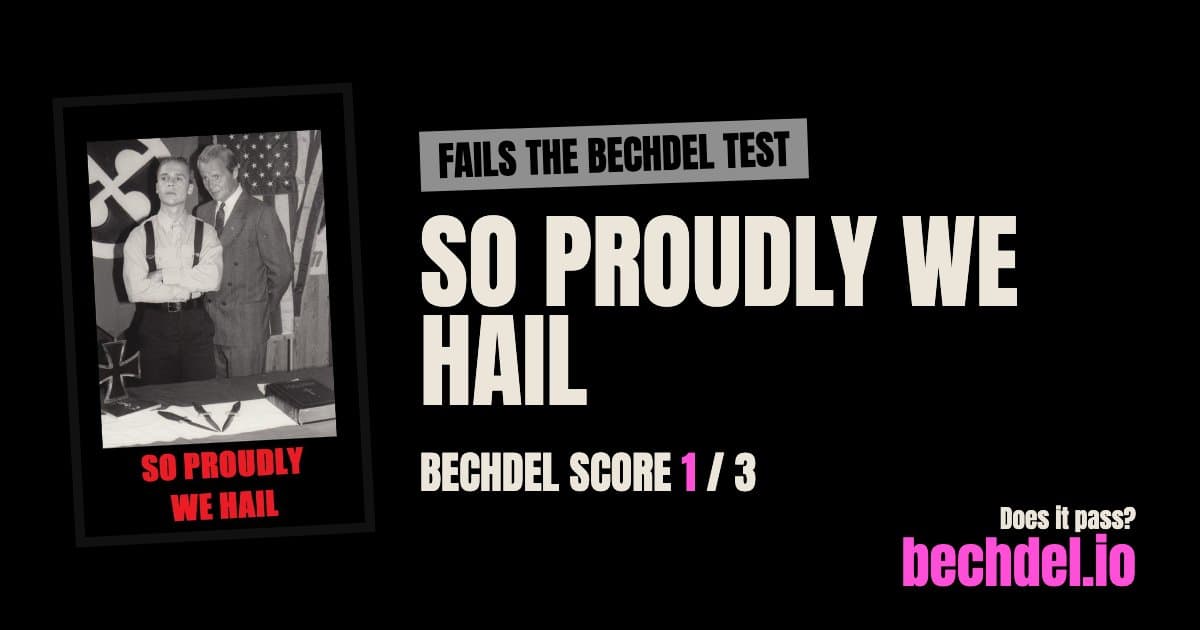 FAILS THE BECHDEL TEST
SO PROUDLY WE
HAIL
BECHDEL SCORE 1 / 3
SO PROUDLY
WE HAIL
Does it pass?
bechdel.io